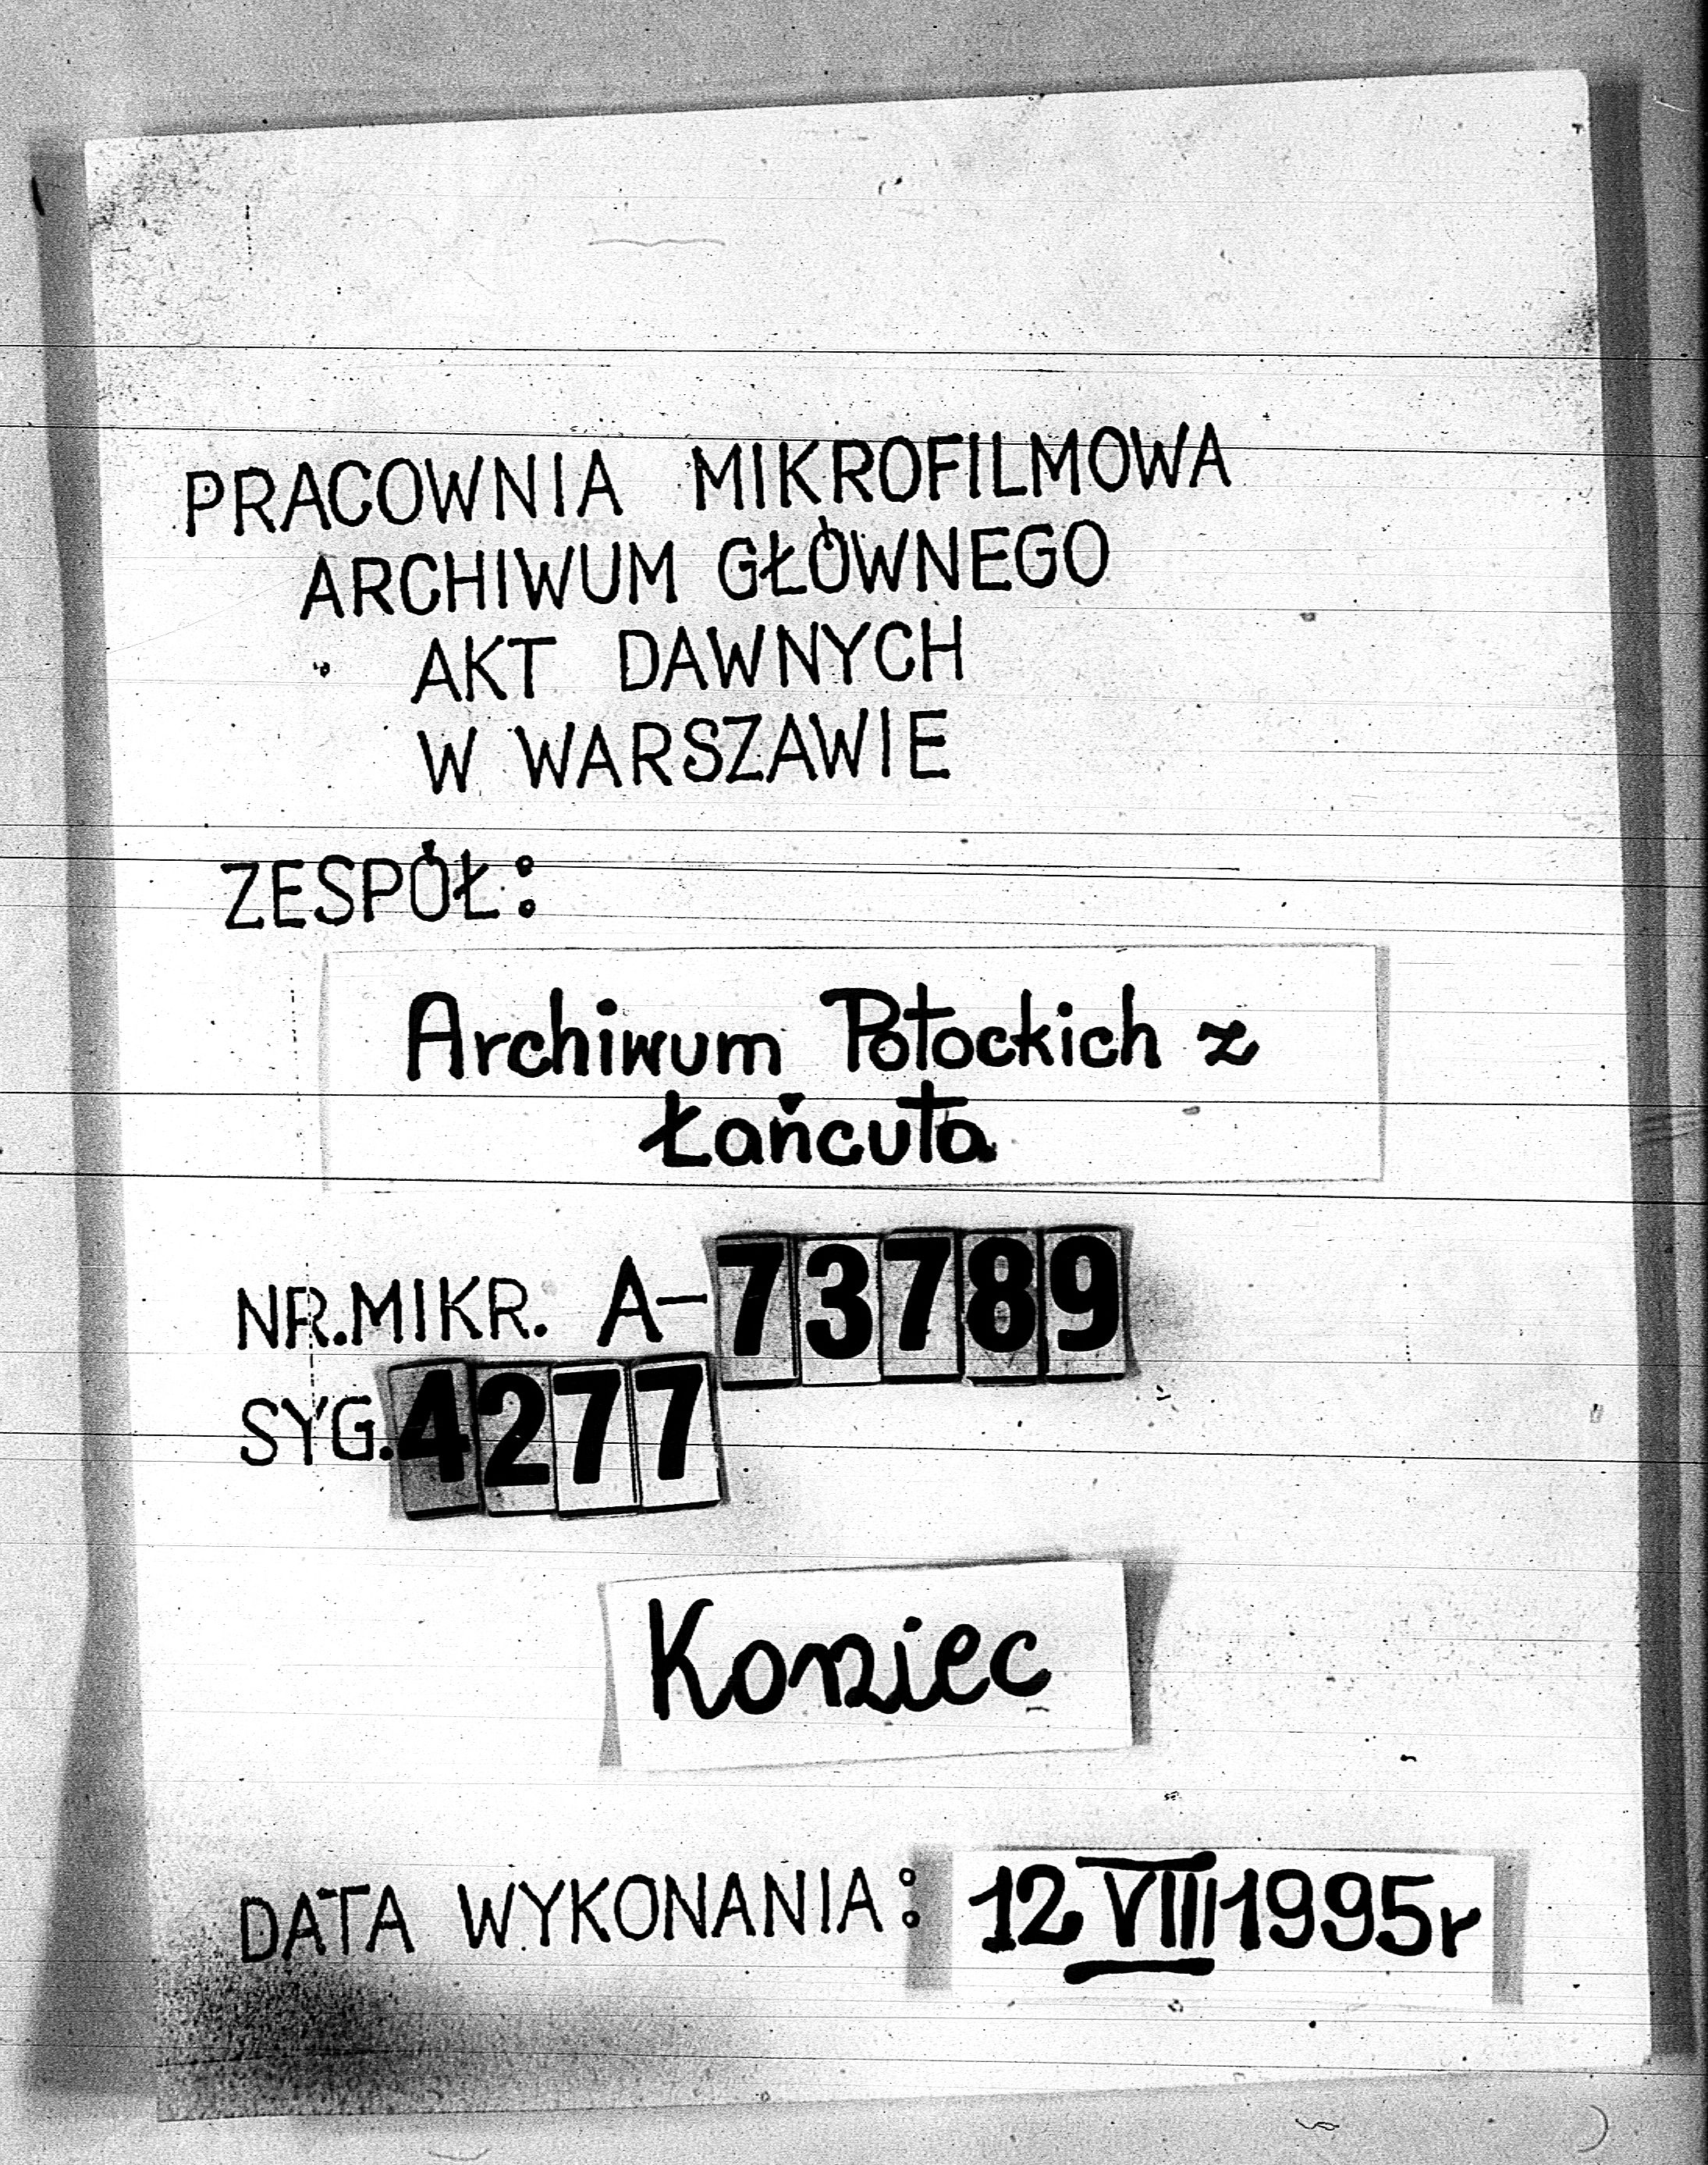 PRACOWNIA MIKROFILMOWA
ARCHIWUM GŁÓWNEGO
AKT DAWNYCH
W WARSZAWIE
ZESPÓŁ:
Archiwum Potockich z
Łańcuta
NR.MIKR. A-73789
SYG.4277
Koniec
DATA WYKONANIA: 12 VIII 1995r